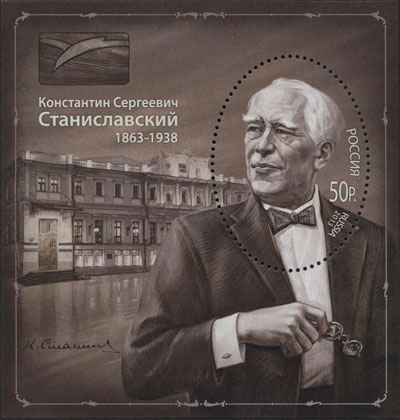 Константин Сергеевич
Станиславский
1863-1938
РОССИЯ
50Р.
RUSSIA
2013